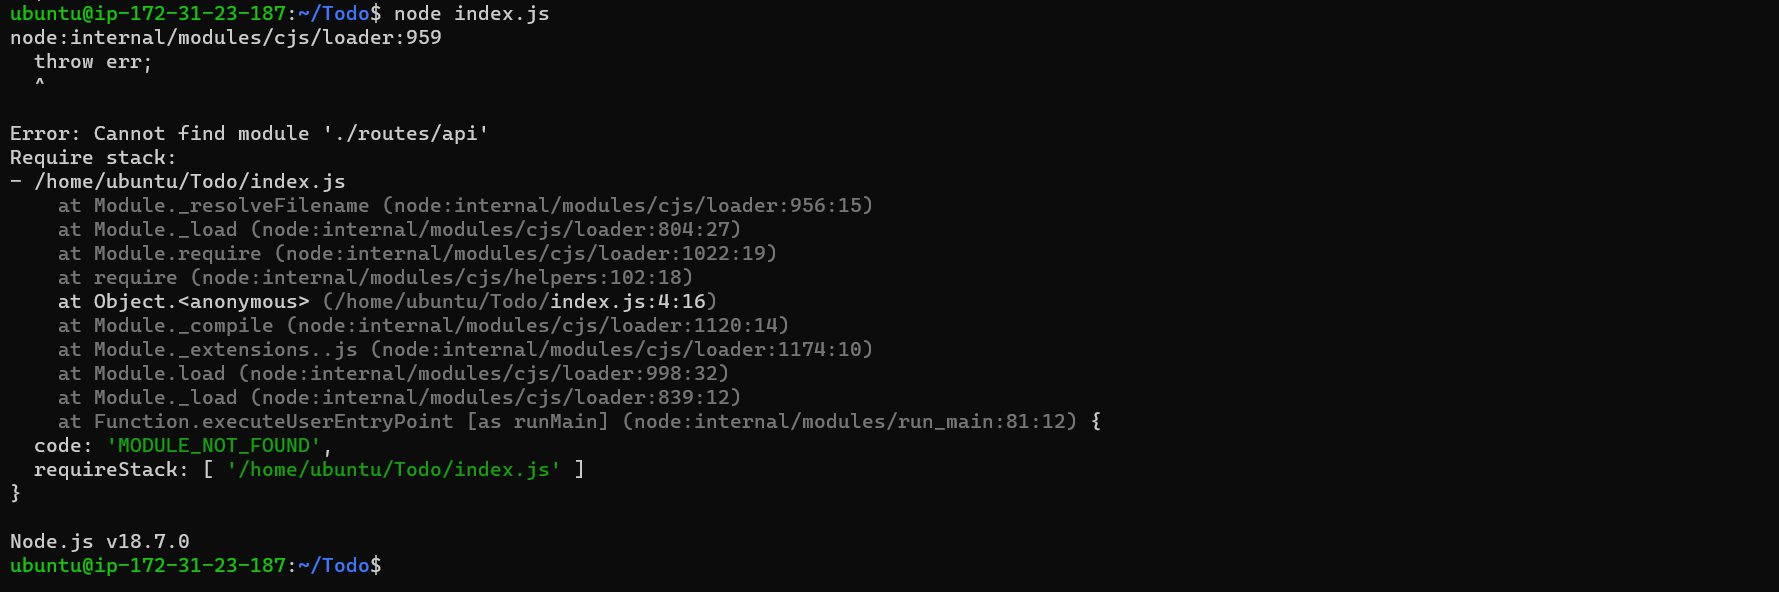 ubuntu@ip-172-31-23-187:~/Todo$ node index.js
node:internal/modules/cjs/loader:959
  throw err;
  ^

Error: Cannot find module './routes/api'
Require stack:
- /home/ubuntu/Todo/index.js
    at Module._resolveFilename (node:internal/modules/cjs/loader:956:15)
    at Module._load (node:internal/modules/cjs/loader:804:27)
    at Module.require (node:internal/modules/cjs/loader:1022:19)
    at require (node:internal/modules/cjs/helpers:102:18)
    at Object.<anonymous> (/home/ubuntu/Todo/index.js:4:16)
    at Module._compile (node:internal/modules/cjs/loader:1120:14)
    at Module._extensions..js (node:internal/modules/cjs/loader:1174:10)
    at Module.load (node:internal/modules/cjs/loader:998:32)
    at Module._load (node:internal/modules/cjs/loader:839:12)
    at Function.executeUserEntryPoint [as runMain] (node:internal/modules/run_main:81:12) {
  code: 'MODULE_NOT_FOUND',
  requireStack: [ '/home/ubuntu/Todo/index.js' ]
}

Node.js v18.7.0
ubuntu@ip-172-31-23-187:~/Todo$